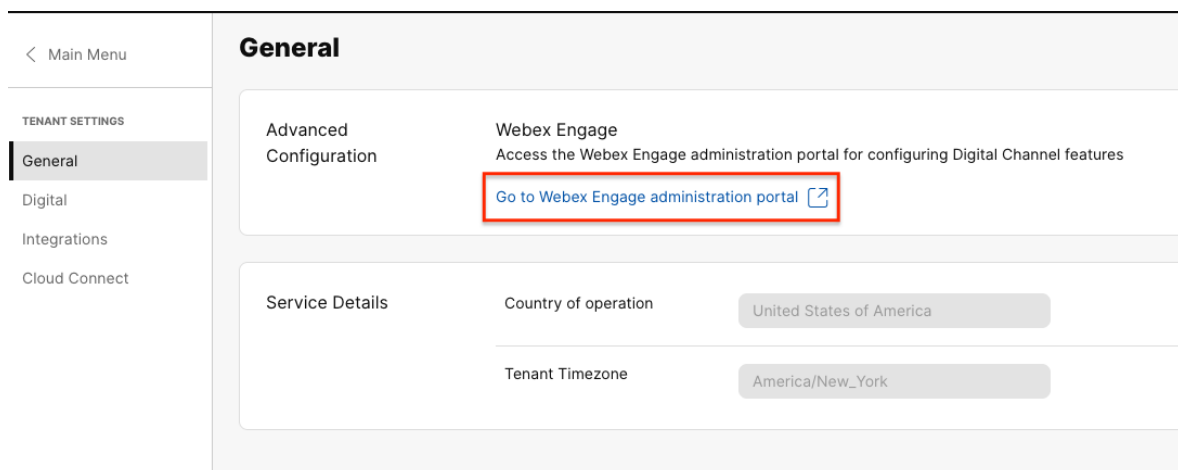 Main Menu
TENANT SETTINGS
General
Digital
Integrations
Cloud Connect
General
Advanced
Configuration
Webex Engage
Access the Webex Engage administration portal for configuring Digital Channel features
Go to Webex Engage administration portal
Service Details
Country of operation
United States of America
Tenant Timezone
America/New_York